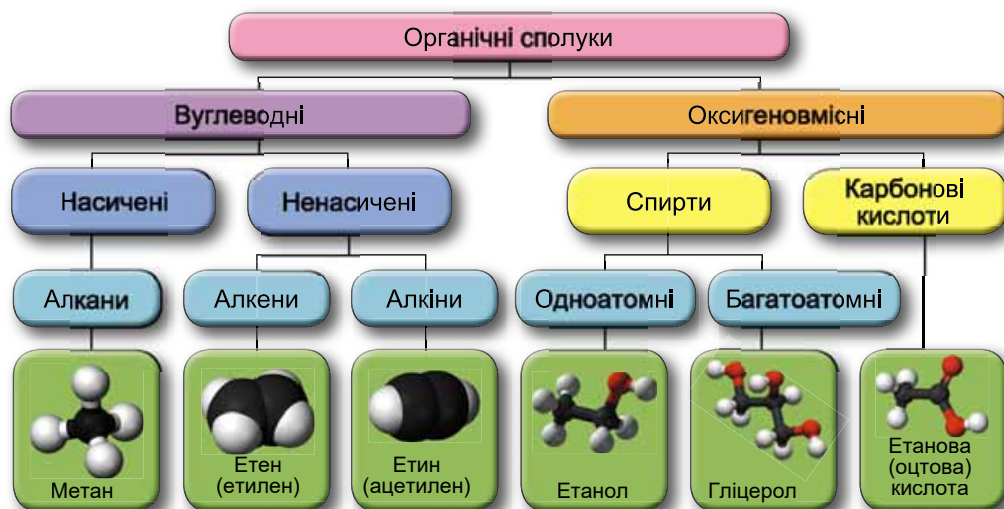 Органічні сполуки
Вуглеводні
Оксигеновмісні
Насичені
Ненасичені
Спирти
Карбонові
кислоти
Алкани
Алкени
Алкіни
Одноатомні
Багатоатомні
Метан
Етен
(етилен)
Етин
(ацетилен)
Етанол
Гліцерол
Етанова
(оцтова)
кислота